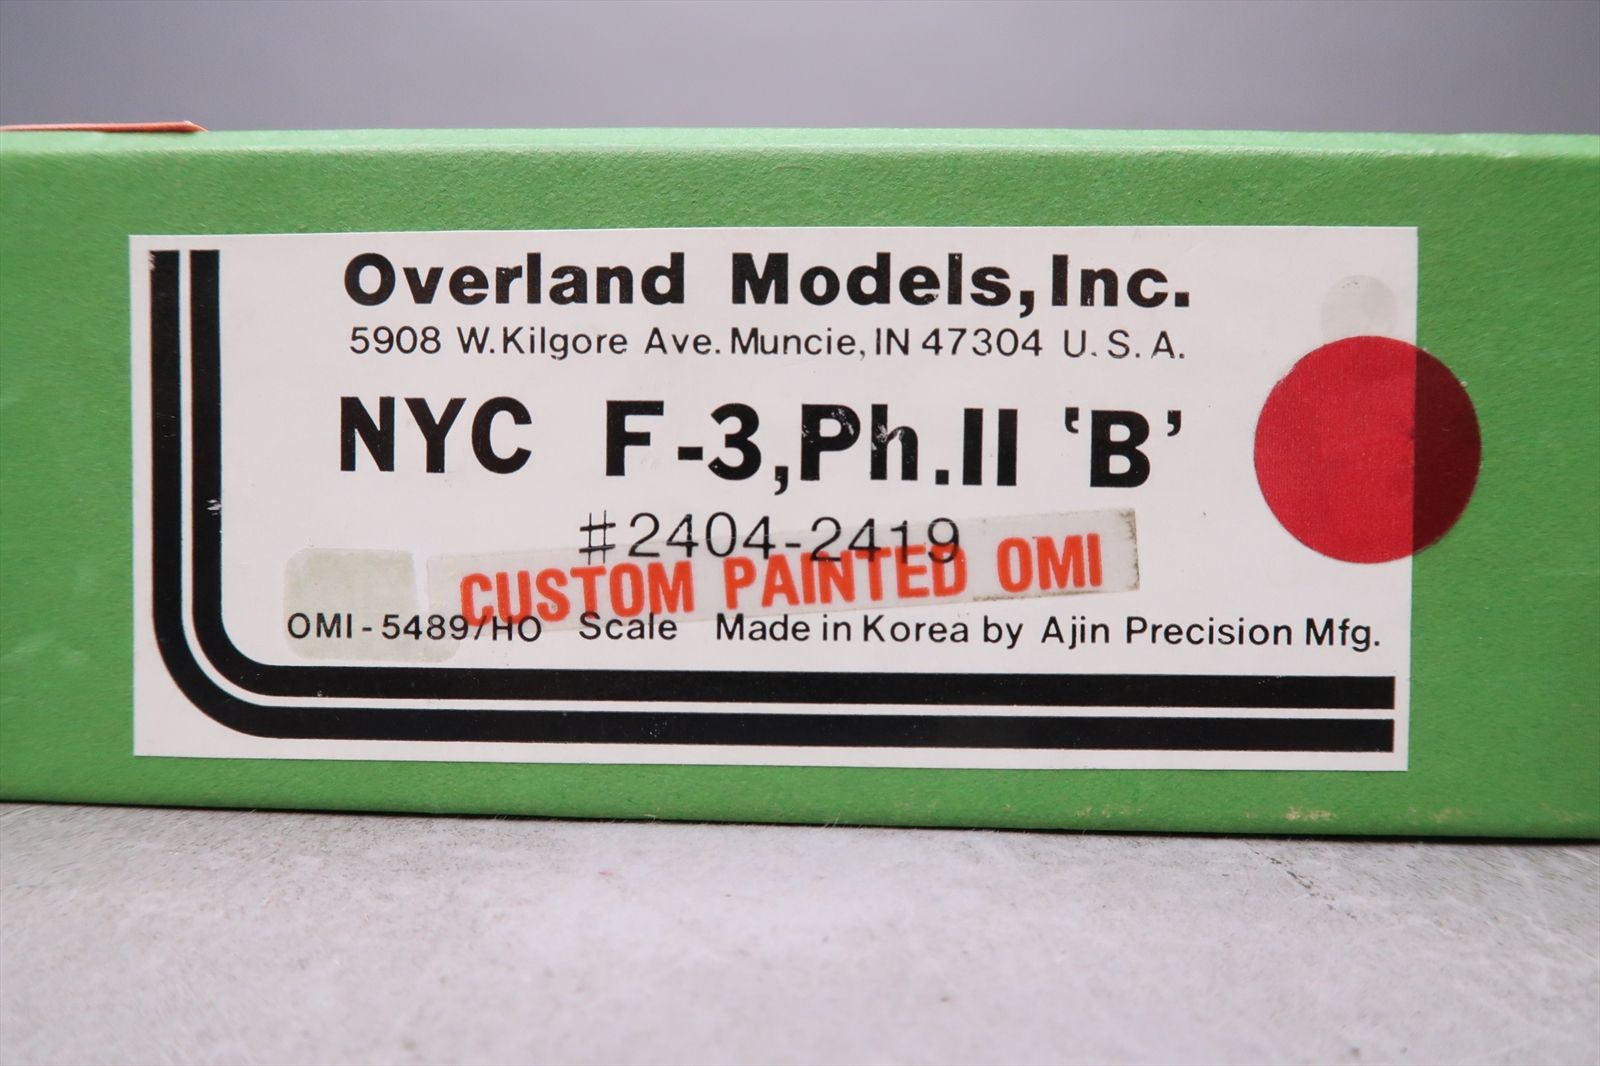 Overland Models, Inc.
5908 W. Kilgore Ave. Muncie, IN 47304 U.S.A.
NYC F-3, Ph.II 'B'
#2404-2419
CUSTOM PAINTED OMI
OMI-5489/HO Scale Made in Korea by Ajin Precision Mfg.